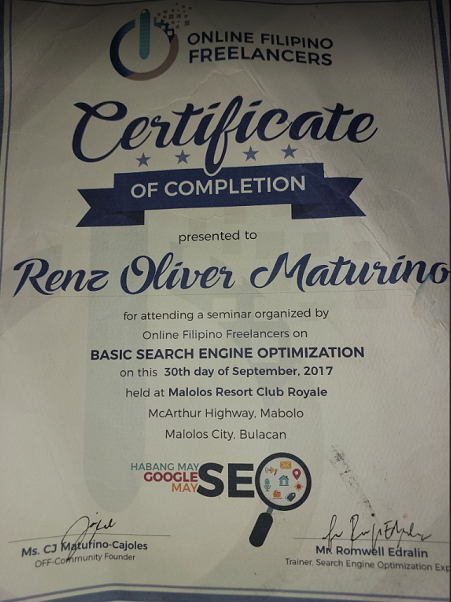 ONLINE FILIPINO
FREELANCERS
Certificate
OF COMPLETION
presented to
Renz Oliver Maturino
for attending a seminar organized by
Online Filipino Freelancers on
BASIC SEARCH ENGINE OPTIMIZATION
on this 30th day of September, 2017
held at Malolos Resort Club Royale
McArthur Highway, Mabolo
Malolos City, Bulacan
HABANG MAY
GOOGLE
MAY
SEO
Ms. CJ Maturino-Cajoles
OFF-Community Founder
Mr. Romwell Edralin
Trainer, Search Engine Optimization